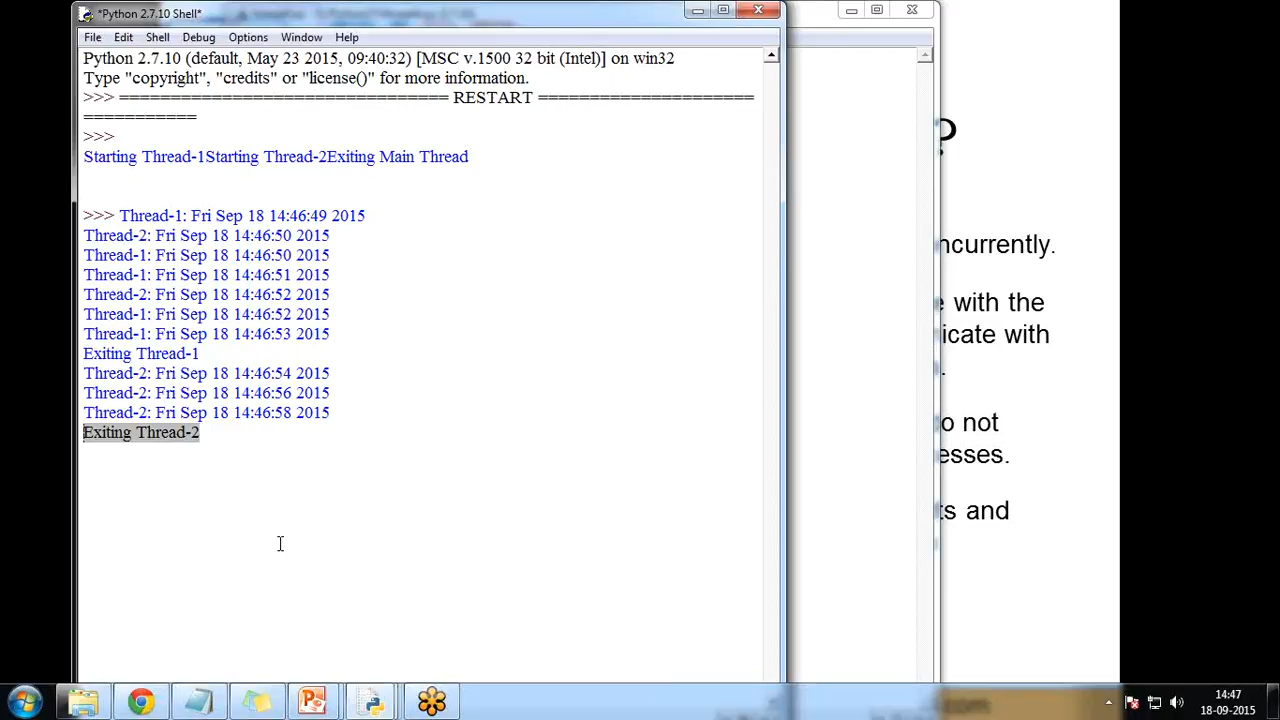 *Python 2.7.10 Shell*
File Edit Shell Debug Options Window Help
Python 2.7.10 (default, May 23 2015, 09:40:32) [MSC v.1500 32 bit (Intel)] on win32
Type "copyright", "credits" or "license()" for more information.
>>> ================================ RESTART =====================
===========
>>>
Starting Thread-1Starting Thread-2Exiting Main Thread
>>> Thread-1: Fri Sep 18 14:46:49 2015
Thread-2: Fri Sep 18 14:46:50 2015
Thread-1: Fri Sep 18 14:46:50 2015
Thread-1: Fri Sep 18 14:46:51 2015
Thread-2: Fri Sep 18 14:46:52 2015
Thread-1: Fri Sep 18 14:46:52 2015
Thread-1: Fri Sep 18 14:46:53 2015
Exiting Thread-1
Thread-2: Fri Sep 18 14:46:54 2015
Thread-2: Fri Sep 18 14:46:56 2015
Thread-2: Fri Sep 18 14:46:58 2015
Exiting Thread-2
?
ncurrently.
with the
icate with
.
o not
esses.
ts and
14:47
18-09-2015